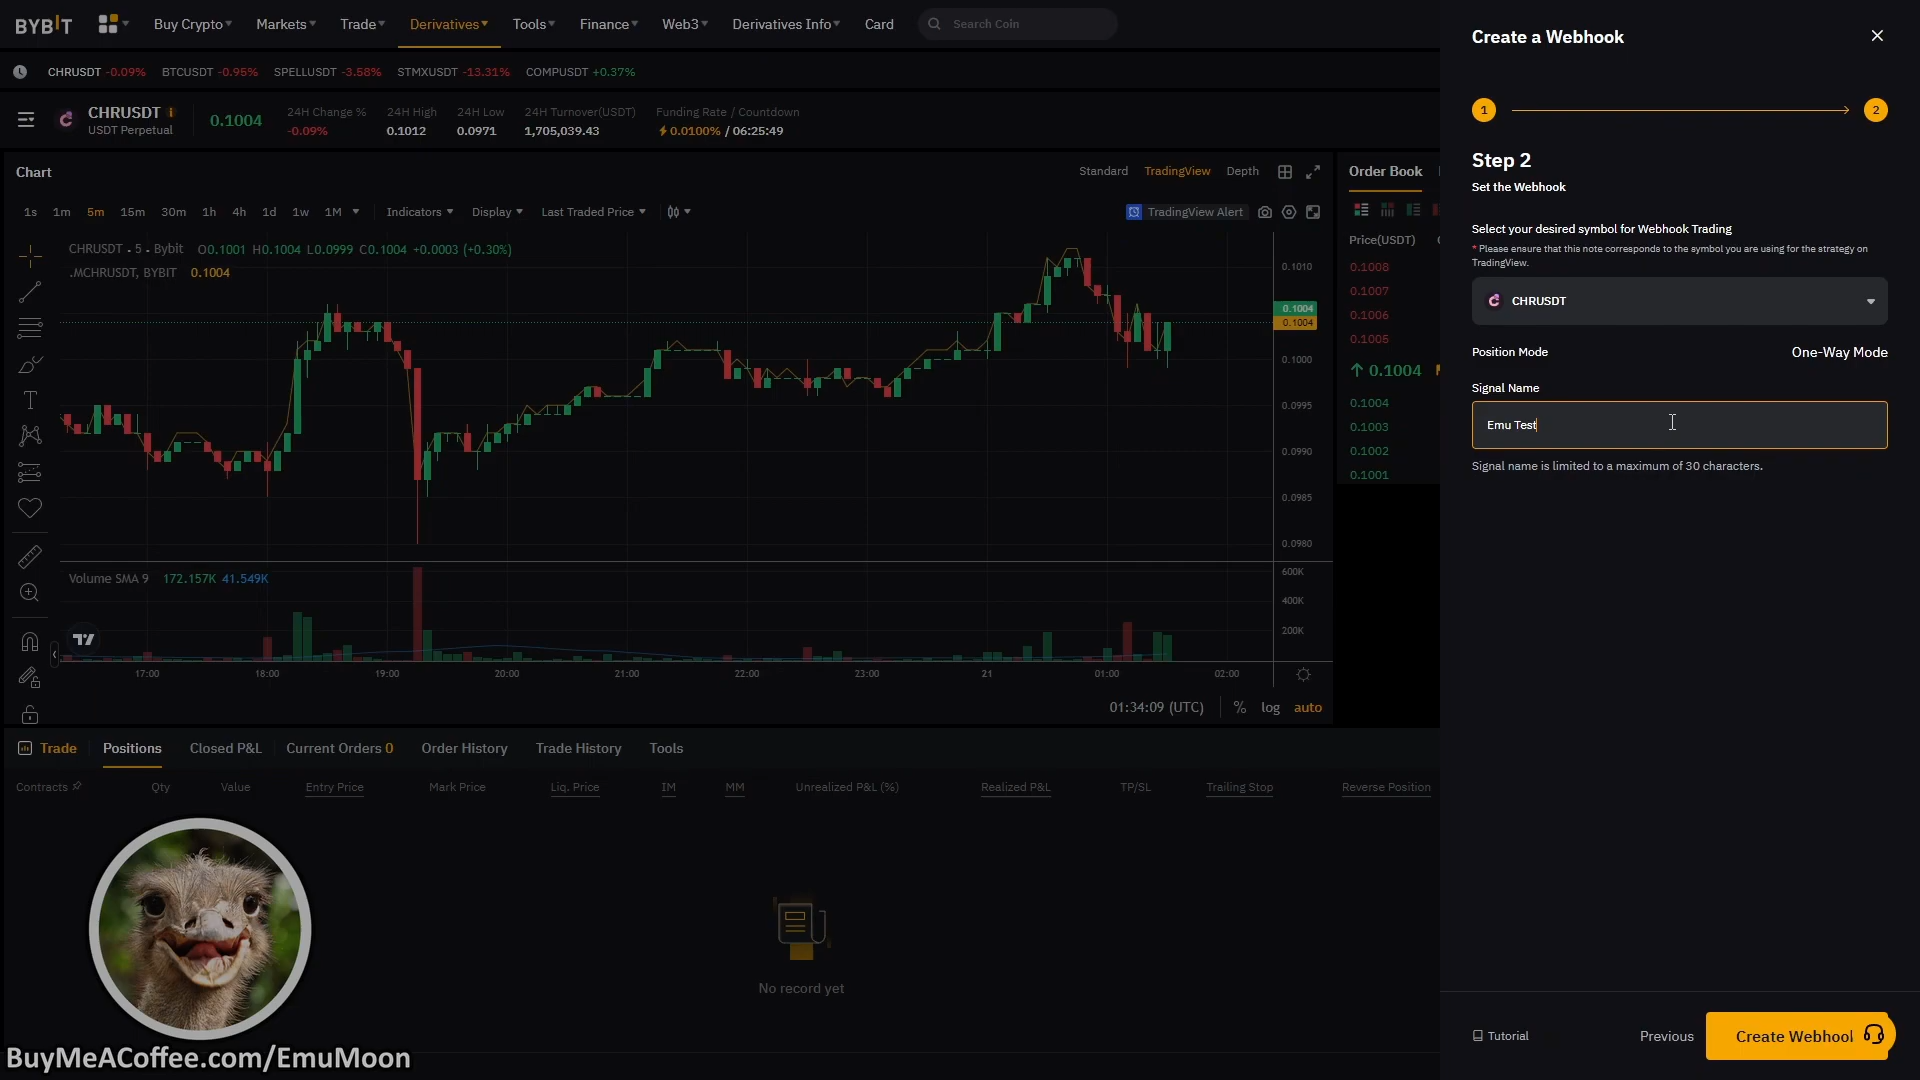 BYBIT Buy Crypto Markets Trade Derivatives Tools Finance Web3 Derivatives Info Card Search Coin
CHRUSDT -0.09% BTCUSDT -0.95% SPELLUSDT -3.58% STMXUSDT -13.31% COMPUSDT +0.37%
CHRUSDT
USDT Perpetual
0.1004
24H Change %
-0.09%
24H High
0.1012
24H Low
0.0971
24H Turnover(USDT)
1,705,039.43
Funding Rate / Countdown
0.0100% / 06:25:49
Chart
Standard TradingView Depth
1s 1m 5m 15m 30m 1h 4h 1d 1w 1M Indicators Display Last Traded Price TradingView Alert
CHRUSDT • 5 • Bybit O0.1001 H0.1004 L0.0999 C0.1004 +0.0003 (+0.30%)
.MCHRUSDT, BYBIT 0.1004
0.1010
0.1004
0.1004
0.1000
0.0995
0.0990
0.0985
0.0980
Volume SMA 9 172.157K 41.549K
600K
400K
200K
17:00 18:00 19:00 20:00 21:00 22:00 23:00 21 01:00 02:00
01:34:09 (UTC) % log auto
Order Book
Price(USDT)
0.1008
0.1007
0.1006
0.1005
0.1004
0.1004
0.1003
0.1002
0.1001
Trade Positions Closed P&L Current Orders 0 Order History Trade History Tools
Contracts Qty Value Entry Price Mark Price Liq. Price IM MM Unrealized P&L (%) Realized P&L TP/SL Trailing Stop Reverse Position
No record yet
BuyMeACoffee.com/EmuMoon
Create a Webhook
1 2
Step 2
Set the Webhook
Select your desired symbol for Webhook Trading
* Please ensure that this note corresponds to the symbol you are using for the strategy on
TradingView.
CHRUSDT
Position Mode One-Way Mode
Signal Name
Emu Test
Signal name is limited to a maximum of 30 characters.
Tutorial Previous Create Webhool